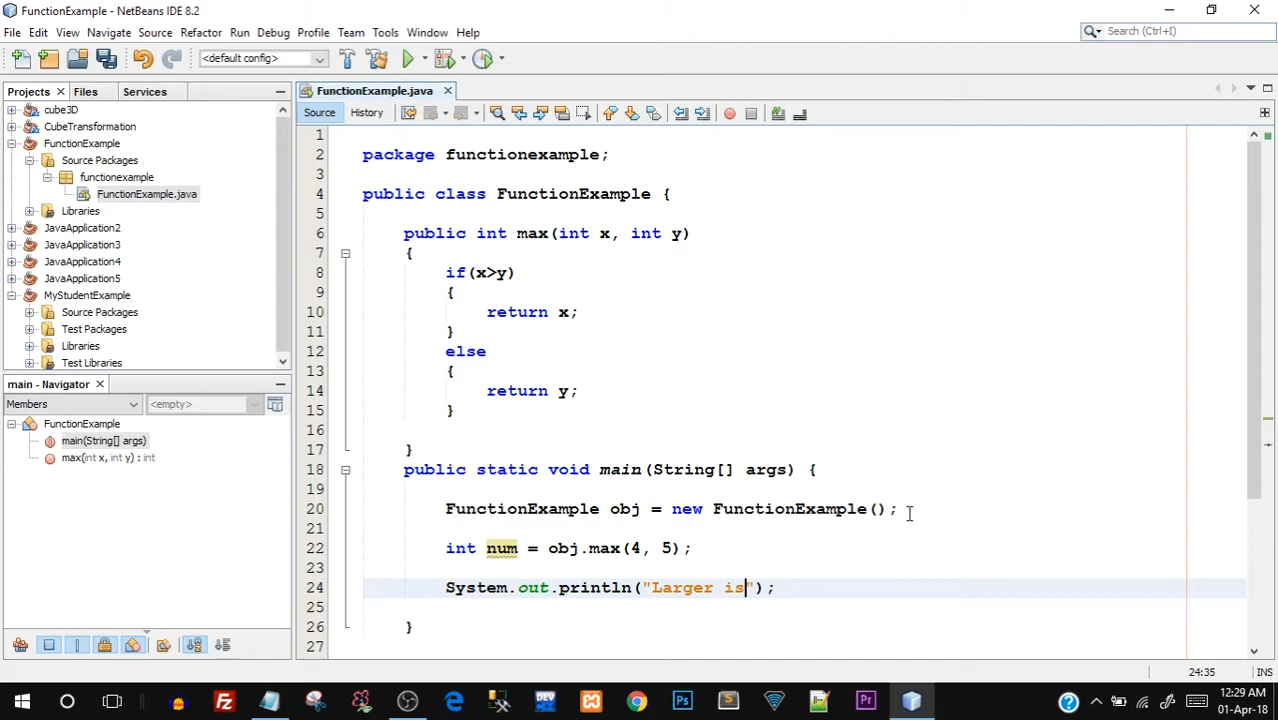 FunctionExample - NetBeans IDE 8.2
File Edit View Navigate Source Refactor Run Debug Profile Team Tools Window Help
Search (Ctrl+I)
<default config>
Projects Files Services
FunctionExample.java
Source History
cube3D
CubeTransformation
FunctionExample
Source Packages
functionexample
FunctionExample.java
Libraries
JavaApplication2
JavaApplication3
JavaApplication4
JavaApplication5
MyStudentExample
Source Packages
Test Packages
Libraries
Test Libraries
main - Navigator
Members <empty>
FunctionExample
main(String[] args)
max(int x, int y) : int
1
2 package functionexample;
3
4 public class FunctionExample {
5
6 public int max(int x, int y)
7 {
8 if(x>y)
9 {
10 return x;
11 }
12 else
13 {
14 return y;
15 }
16
17 }
18 public static void main(String[] args) {
19
20 FunctionExample obj = new FunctionExample();
21
22 int num = obj.max(4, 5);
23
24 System.out.println("Larger is");
25
26 }
27
24:35 INS
DEV
Ps
S
Pr
12:29 AM
01-Apr-18